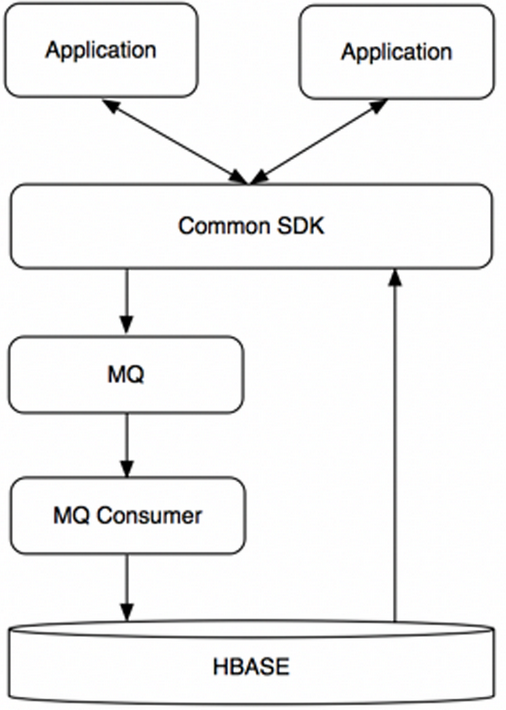 Application
Application
Common SDK
MQ
MQ Consumer
HBASE